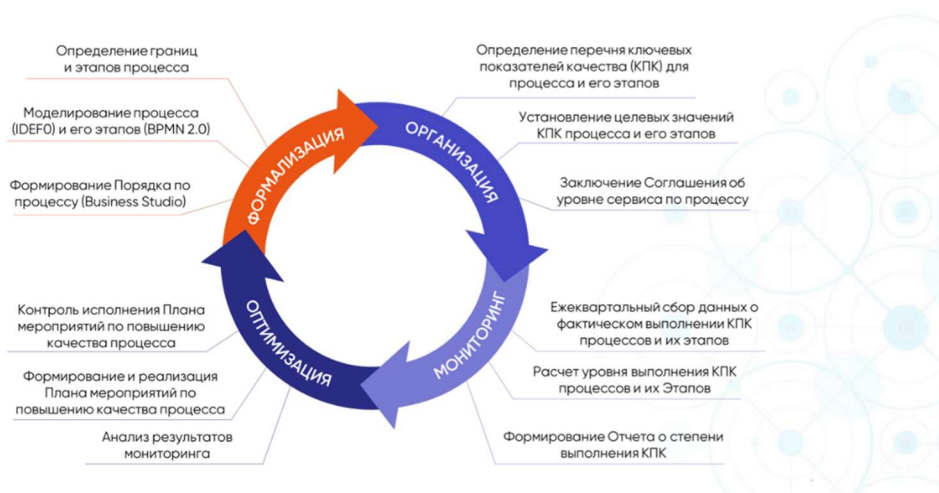 Определение границ
и этапов процесса
Моделирование процесса
(IDEF0) и его этапов (BPMN 2.0)
Формирование Порядка по
процессу (Business Studio)
ФОРМАЛИЗАЦИЯ
ОРГАНИЗАЦИЯ
Определение перечня ключевых
показателей качества (КПК) для
процесса и его этапов
Установление целевых значений
КПК процесса и его этапов
Заключение Соглашения об
уровне сервиса по процессу
МОНИТОРИНГ
Ежеквартальный сбор данных о
фактическом выполнении КПК
процессов и их этапов
Расчет уровня выполнения КПК
процессов и их Этапов
Формирование Отчета о степени
выполнения КПК
ОПТИМИЗАЦИЯ
Контроль исполнения Плана
мероприятий по повышению
качества процесса
Формирование и реализация
Плана мероприятий по
повышению качества процесса
Анализ результатов
мониторинга